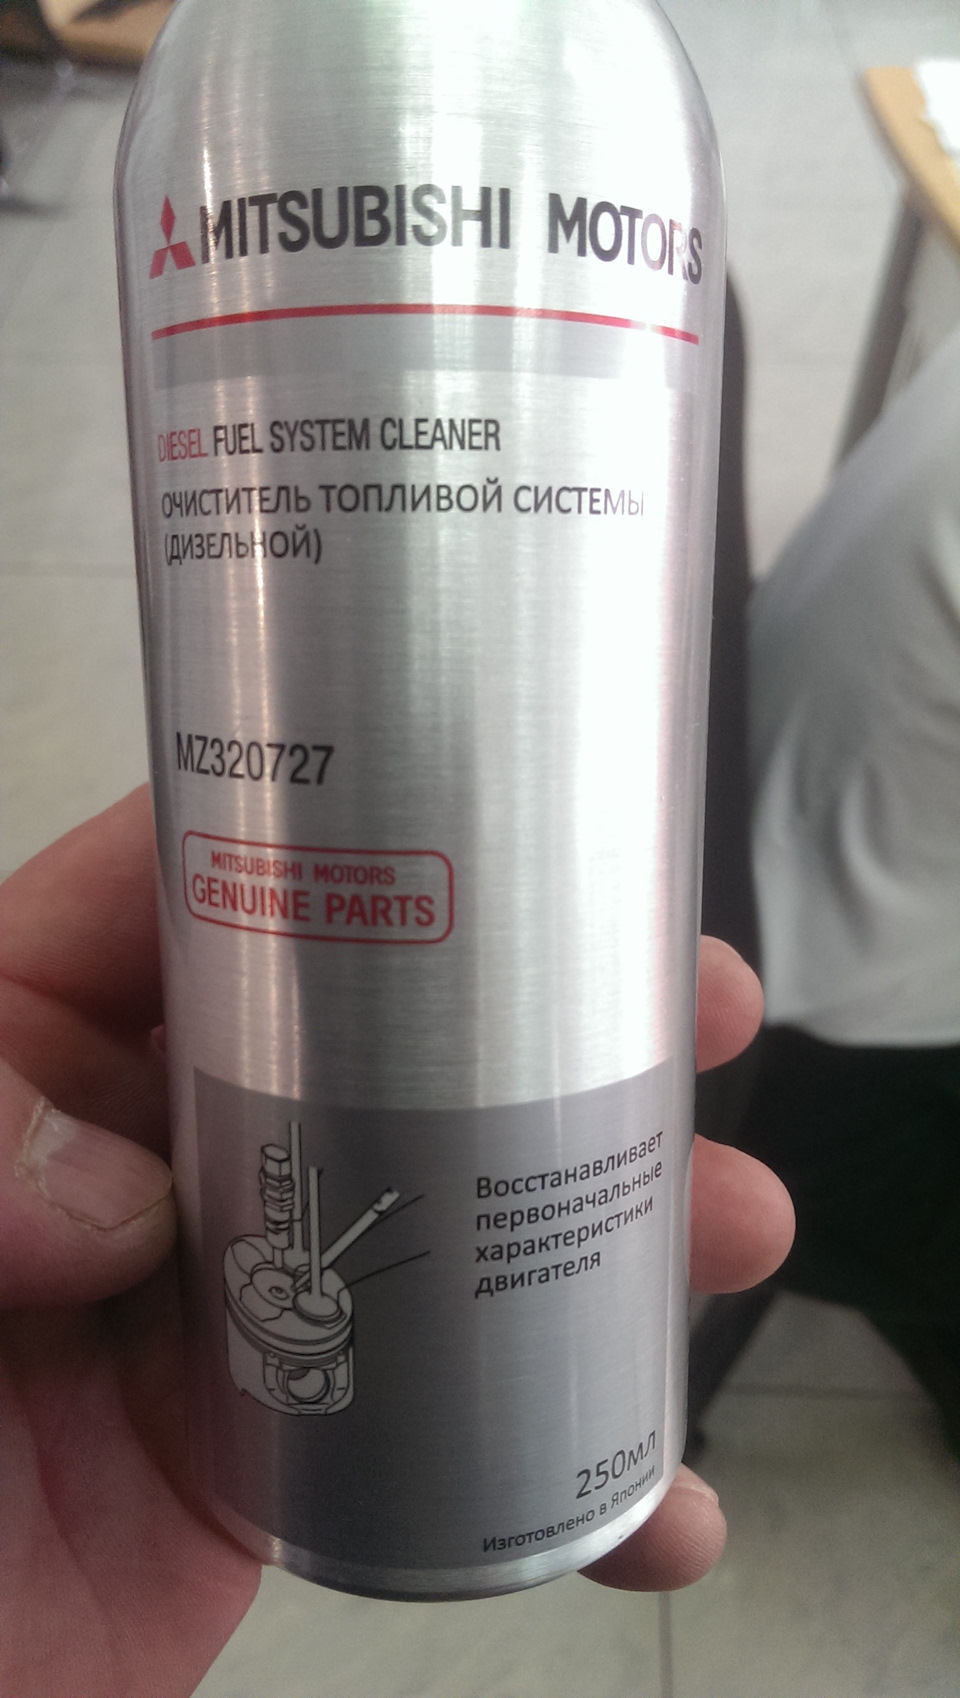 MITSUBISHI MOTORS
DIESEL FUEL SYSTEM CLEANER
ОЧИСТИТЕЛЬ ТОПЛИВОЙ СИСТЕМЫ
(ДИЗЕЛЬНОЙ)
MZ320727
MITSUBISHI MOTORS
GENUINE PARTS
Восстанавливает
первоначальные
характеристики
двигателя
250мл
Изготовлено в Японии